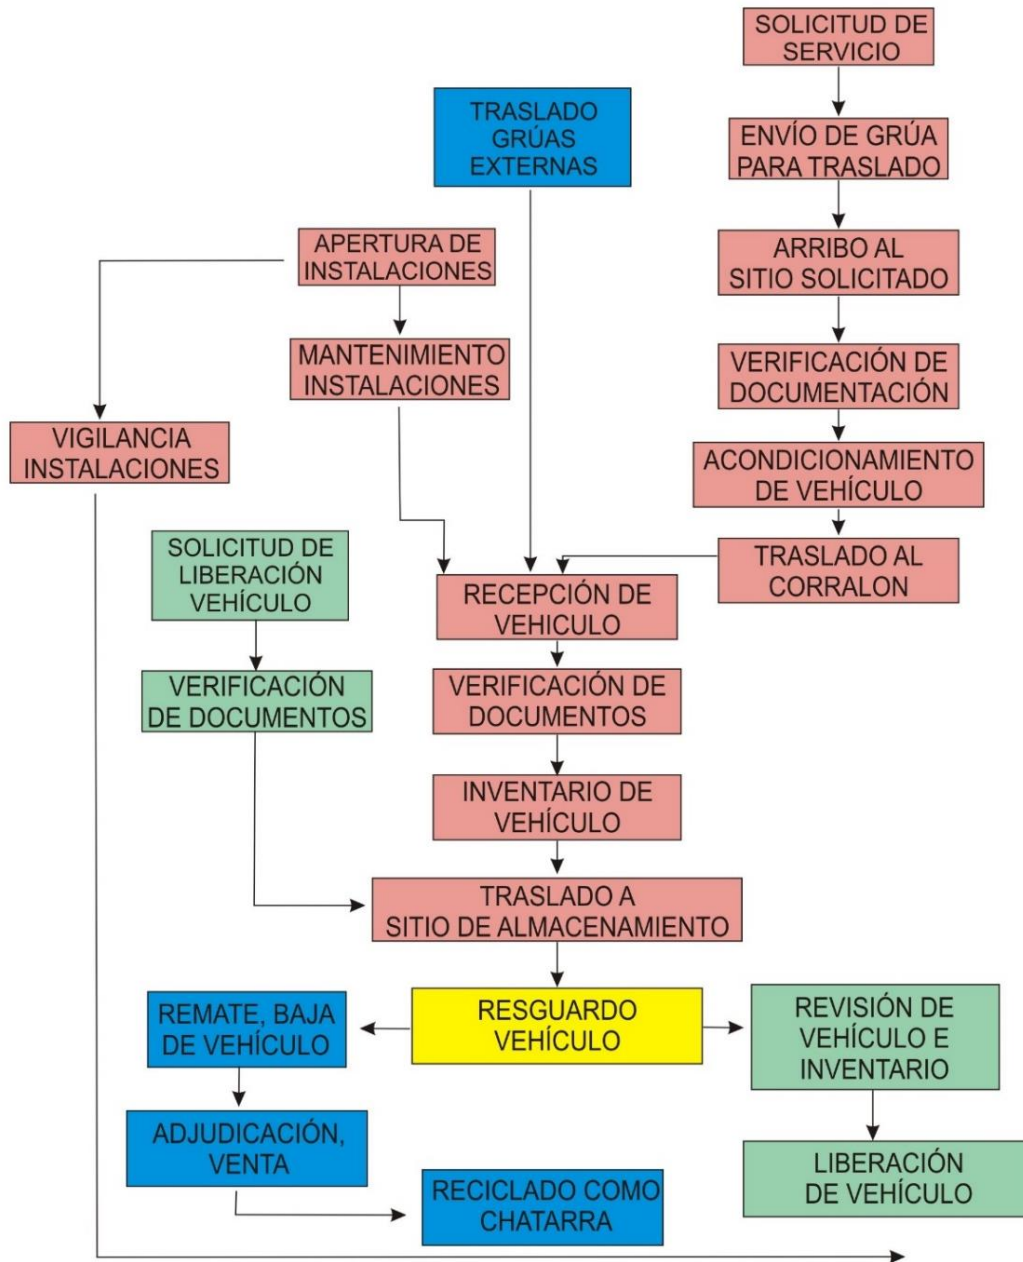 SOLICITUD DE
SERVICIO
TRASLADO
GRÚAS
EXTERNAS
ENVÍO DE GRÚA
PARA TRASLADO
APERTURA DE
INSTALACIONES
ARRIBO AL
SITIO SOLICITADO
MANTENIMIENTO
INSTALACIONES
VERIFICACIÓN DE
DOCUMENTACIÓN
VIGILANCIA
INSTALACIONES
ACONDICIONAMIENTO
DE VEHÍCULO
SOLICITUD DE
LIBERACIÓN
VEHÍCULO
TRASLADO AL
CORRALON
RECEPCIÓN DE
VEHICULO
VERIFICACIÓN
DE DOCUMENTOS
VERIFICACIÓN DE
DOCUMENTOS
INVENTARIO DE
VEHÍCULO
TRASLADO A
SITIO DE ALMACENAMIENTO
REMATE, BAJA
DE VEHÍCULO
RESGUARDO
VEHÍCULO
REVISIÓN DE
VEHÍCULO E
INVENTARIO
ADJUDICACIÓN,
VENTA
LIBERACIÓN
DE VEHÍCULO
RECICLADO COMO
CHATARRA